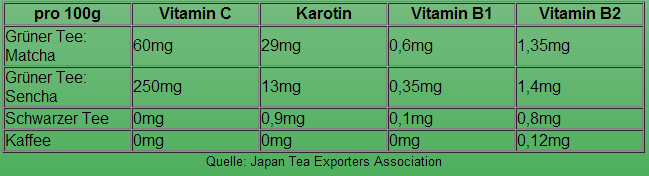 pro 100g Vitamin C Karotin Vitamin B1 Vitamin B2
Grüner Tee:
Matcha 60mg 29mg 0,6mg 1,35mg
Grüner Tee:
Sencha 250mg 13mg 0,35mg 1,4mg
Schwarzer Tee 0mg 0,9mg 0,1mg 0,8mg
Kaffee 0mg 0mg 0mg 0,12mg
Quelle: Japan Tea Exporters Association